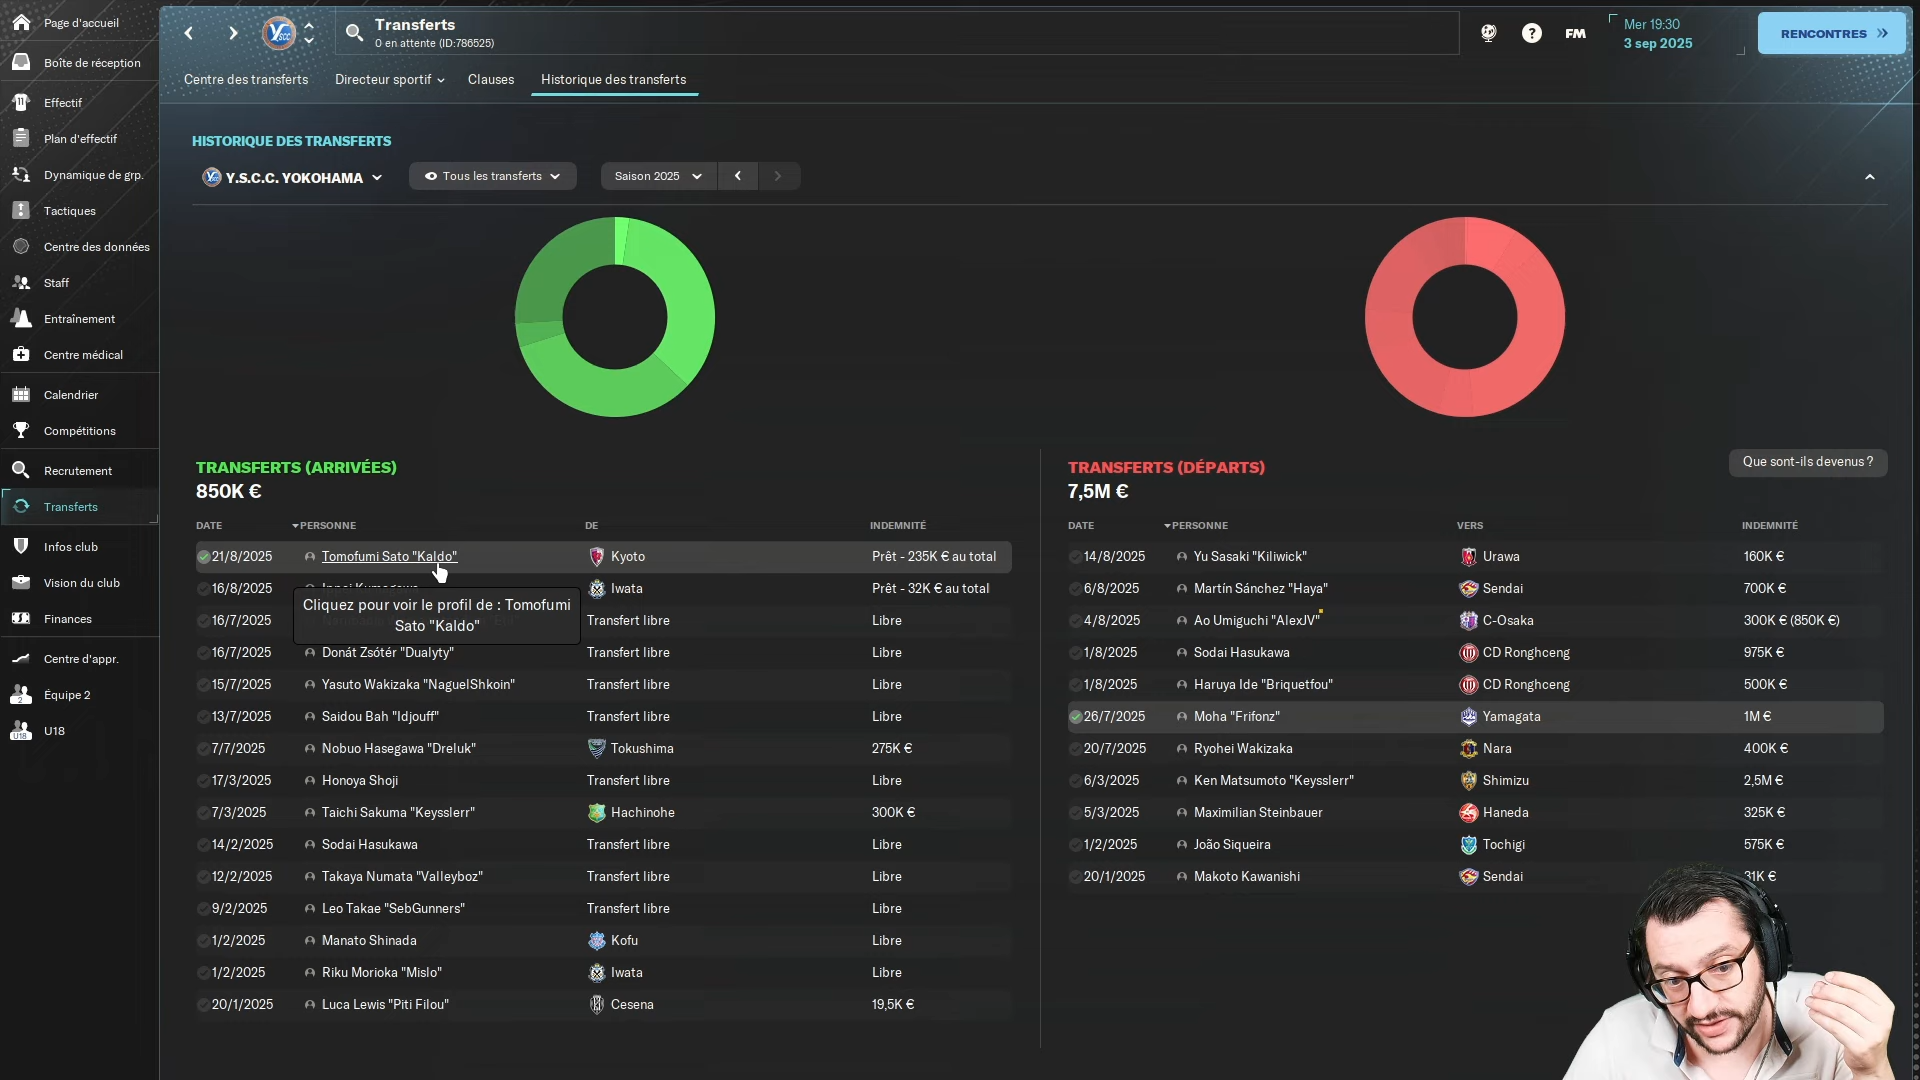 Page d'accueil
Boîte de réception
Effectif
Plan d'effectif
Dynamique de grp.
Tactiques
Centre des données
Staff
Entraînement
Centre médical
Calendrier
Compétitions
Recrutement
Transferts
Infos club
Vision du club
Finances
Centre d'appr.
Équipe 2
U18
Transferts
0 en attente (ID:786525)
FM
Mer 19:30
3 sep 2025
RENCONTRES
Centre des transferts
Directeur sportif
Clauses
Historique des transferts
HISTORIQUE DES TRANSFERTS
Y.S.C.C. YOKOHAMA
Tous les transferts
Saison 2025
TRANSFERTS (ARRIVÉES)
850K €
DATE PERSONNE DE INDEMNITÉ
21/8/2025 Tomofumi Sato "Kaldo" Kyoto Prêt - 235K € au total
16/8/2025 Iwata Prêt - 32K € au total
Cliquez pour voir le profil de : Tomofumi
Sato "Kaldo"
16/7/2025 Transfert libre Libre
16/7/2025 Donát Zsótér "Dualyty" Transfert libre Libre
15/7/2025 Yasuto Wakizaka "NaguelShkoin" Transfert libre Libre
13/7/2025 Saidou Bah "Idjouff" Transfert libre Libre
7/7/2025 Nobuo Hasegawa "Dreluk" Tokushima 275K €
17/3/2025 Honoya Shoji Transfert libre Libre
7/3/2025 Taichi Sakuma "Keysslerr" Hachinohe 300K €
14/2/2025 Sodai Hasukawa Transfert libre Libre
12/2/2025 Takaya Numata "Valleyboz" Transfert libre Libre
9/2/2025 Leo Takae "SebGunners" Transfert libre Libre
1/2/2025 Manato Shinada Kofu Libre
1/2/2025 Riku Morioka "Mislo" Iwata Libre
20/1/2025 Luca Lewis "Piti Filou" Cesena 19,5K €
TRANSFERTS (DÉPARTS)
7,5M €
Que sont-ils devenus ?
DATE PERSONNE VERS INDEMNITÉ
14/8/2025 Yu Sasaki "Kiliwick" Urawa 160K €
6/8/2025 Martín Sánchez "Haya" Sendai 700K €
4/8/2025 Ao Umiguchi "AlexJV" C-Osaka 300K € (850K €)
1/8/2025 Sodai Hasukawa CD Ronghceng 975K €
1/8/2025 Haruya Ide "Briquetfou" CD Ronghceng 500K €
26/7/2025 Moha "Frifonz" Yamagata 1M €
20/7/2025 Ryohei Wakizaka Nara 400K €
6/3/2025 Ken Matsumoto "Keysslerr" Shimizu 2,5M €
5/3/2025 Maximilian Steinbauer Haneda 325K €
1/2/2025 João Siqueira Tochigi 575K €
20/1/2025 Makoto Kawanishi Sendai 31K €